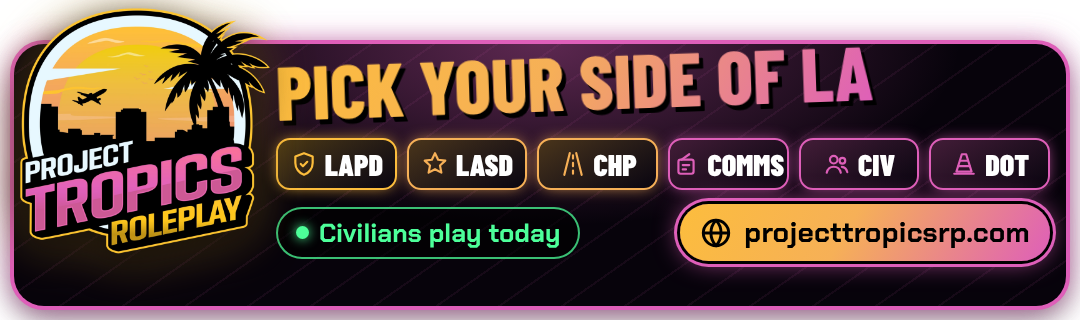 PROJECT
TROPICS
ROLEPLAY
PICK YOUR SIDE OF LA
LAPD LASD CHP COMMS CIV DOT
Civilians play today
projecttropicsrp.com